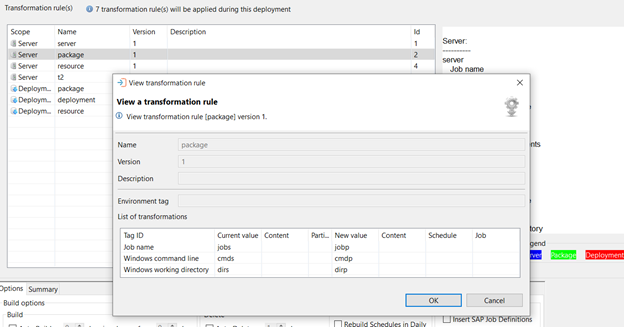 Transformation rule(s) 7 transformation rule(s) will be applied during this deployment
Scope Name Version Description Id
Server server 1 1
Server package 1 2
Server resource 1 4
Server t2
Deploym... package
Deploym... deployment
Deploym... resource
Server:
----------
server
Job name
View transformation rule
View a transformation rule
View transformation rule [package] version 1.
Name package
Version 1
Description
Environment tag
List of transformations
Tag ID Current value Content Parti... New value Content Schedule Job
Job name jobs jobp
Windows command line cmds cmdp
Windows working directory dirs dirp
OK Cancel
Package Deployment
Options Summary
Build options
Build
Rebuild Schedules in Daily
Insert SAP Job Definitions